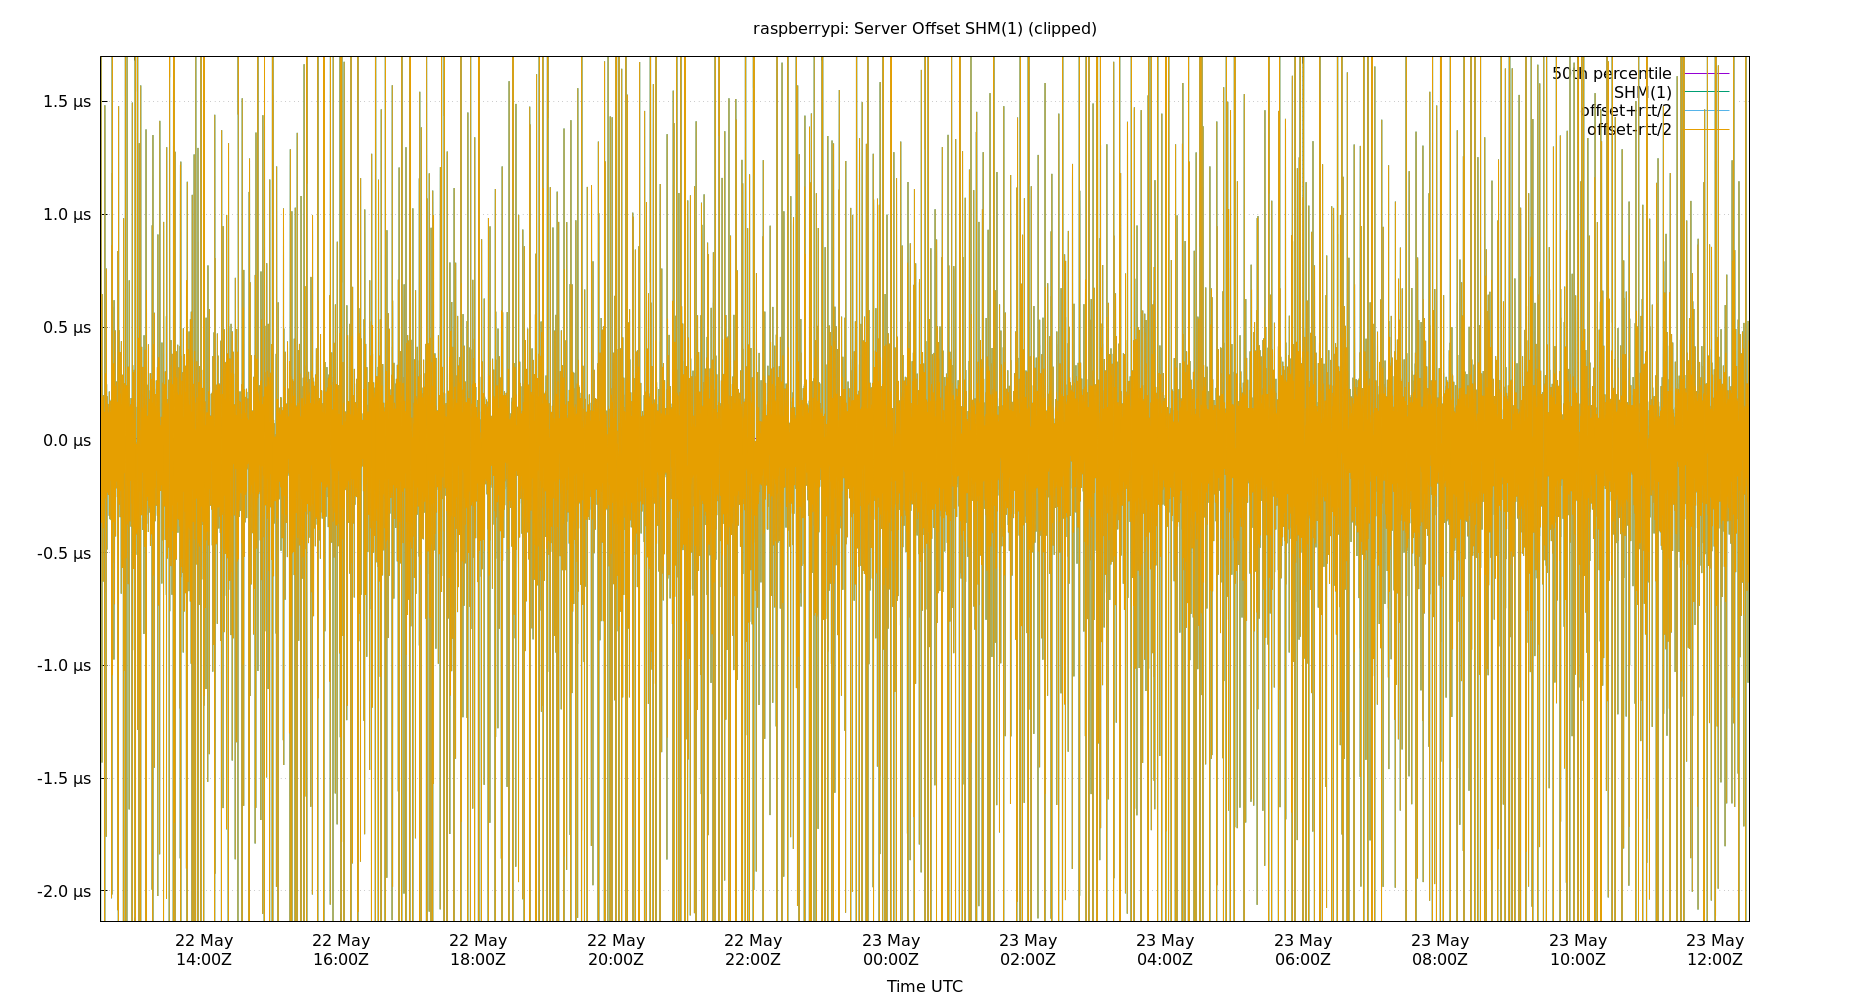 raspberrypi: Server Offset SHM(1) (clipped)
50th percentile
SHM(1)
offset+rtt/2
offset-rtt/2
1.5 µs
1.0 µs
0.5 µs
0.0 µs
-0.5 µs
-1.0 µs
-1.5 µs
-2.0 µs
22 May 22 May 22 May 22 May 22 May 23 May 23 May 23 May 23 May 23 May 23 May 23 May
14:00Z 16:00Z 18:00Z 20:00Z 22:00Z 00:00Z 02:00Z 04:00Z 06:00Z 08:00Z 10:00Z 12:00Z
Time UTC